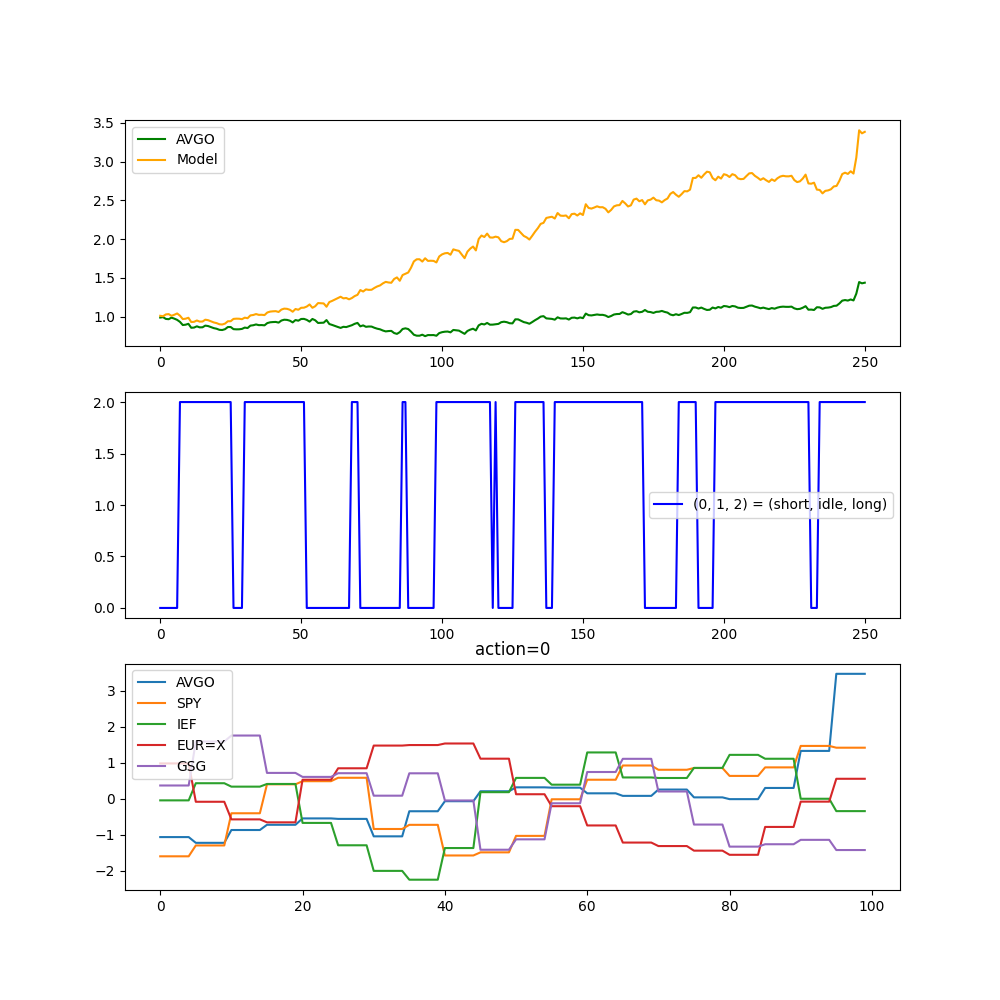 3.5
3.0
2.5
2.0
1.5
1.0
AVGO
Model
0 50 100 150 200 250
2.0
1.5
1.0
0.5
0.0
(0, 1, 2) = (short, idle, long)
0 50 100 150 200 250
action=0
3
2
1
0
−1
−2
AVGO
SPY
IEF
EUR=X
GSG
0 20 40 60 80 100